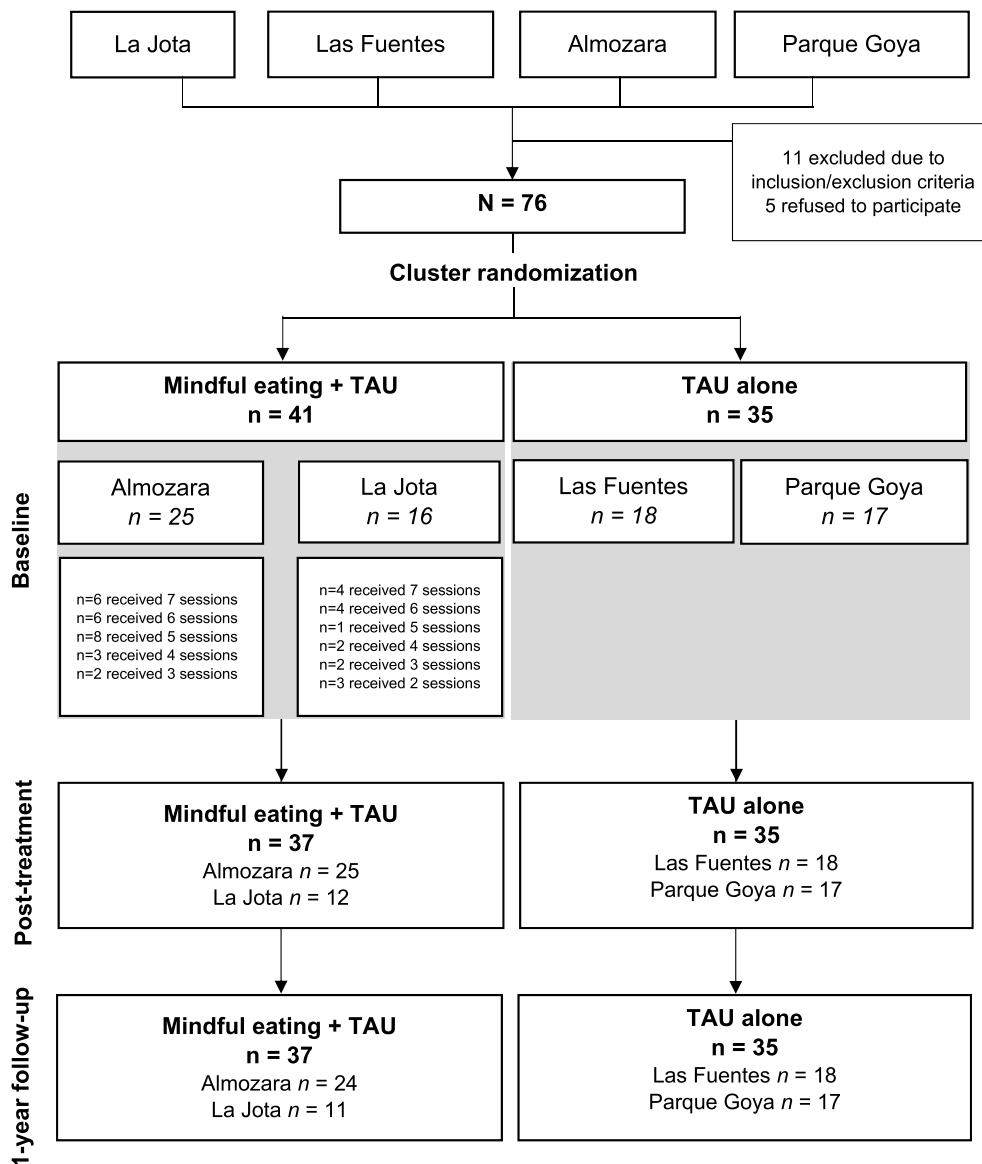 La Jota
Las Fuentes
Almozara
Parque Goya
11 excluded due to
inclusion/exclusion criteria
5 refused to participate
N = 76
Cluster randomization
Mindful eating + TAU
n = 41
TAU alone
n = 35
Baseline
Almozara
n = 25
La Jota
n = 16
Las Fuentes
n = 18
Parque Goya
n = 17
n=6 received 7 sessions
n=6 received 6 sessions
n=8 received 5 sessions
n=3 received 4 sessions
n=2 received 3 sessions
n=4 received 7 sessions
n=4 received 6 sessions
n=1 received 5 sessions
n=2 received 4 sessions
n=2 received 3 sessions
n=3 received 2 sessions
Post-treatment
Mindful eating + TAU
n = 37
Almozara n = 25
La Jota n = 12
TAU alone
n = 35
Las Fuentes n = 18
Parque Goya n = 17
1-year follow-up
Mindful eating + TAU
n = 37
Almozara n = 24
La Jota n = 11
TAU alone
n = 35
Las Fuentes n = 18
Parque Goya n = 17